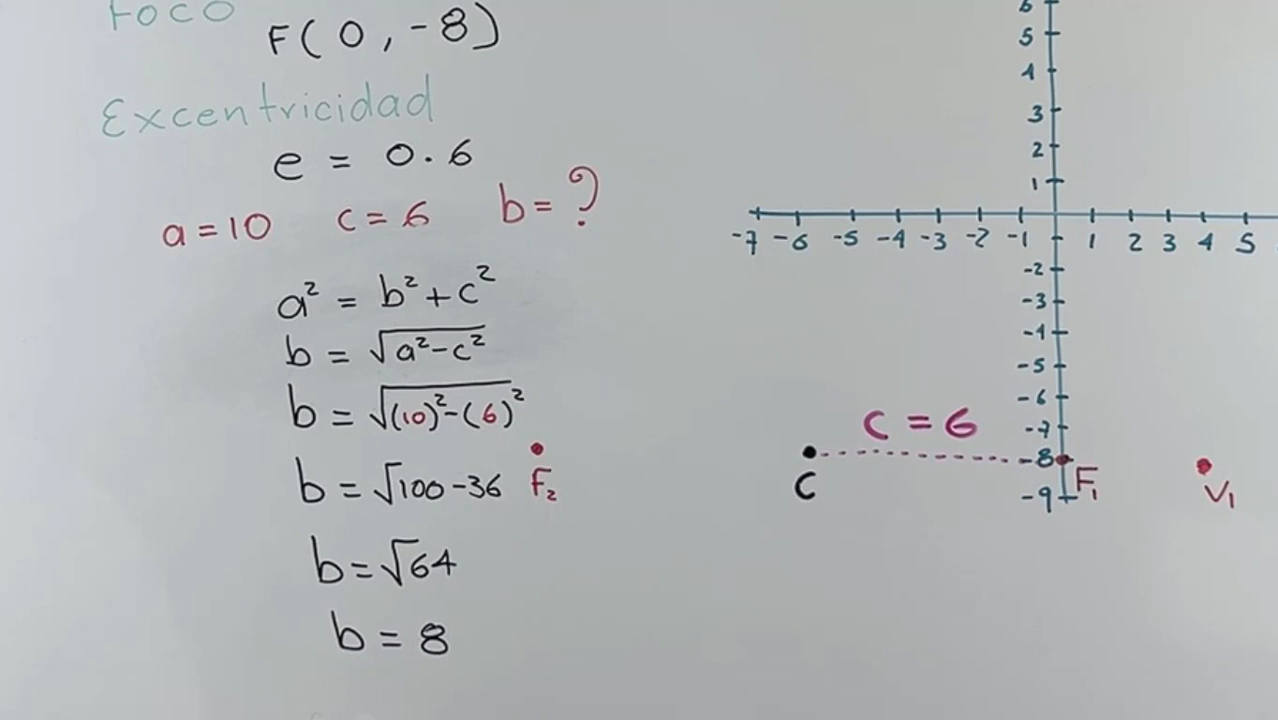 Foco
F(0, -8)
Excentricidad
e = 0.6
a = 10 c = 6 b = ?
a² = b² + c²
b = √a² - c²
b = √(10)² - (6)²
b = √100 - 36
F₂
b = √64
b = 8
6
5
4
3
2
1
-7 -6 -5 -4 -3 -2 -1 1 2 3 4 5
-2
-3
-4
-5
-6
-7
-8
-9
c = 6
C
F₁
V₁